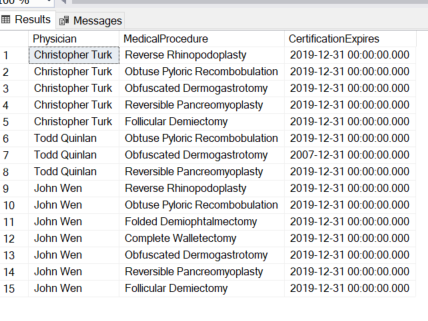 100 %
Results Messages
Physician MedicalProcedure CertificationExpires
1 Christopher Turk Reverse Rhinopodoplasty 2019-12-31 00:00:00.000
2 Christopher Turk Obtuse Pyloric Recombobulation 2019-12-31 00:00:00.000
3 Christopher Turk Obfuscated Dermogastrotomy 2019-12-31 00:00:00.000
4 Christopher Turk Reversible Pancreomyoplasty 2019-12-31 00:00:00.000
5 Christopher Turk Follicular Demiectomy 2019-12-31 00:00:00.000
6 Todd Quinlan Obtuse Pyloric Recombobulation 2019-12-31 00:00:00.000
7 Todd Quinlan Obfuscated Dermogastrotomy 2007-12-31 00:00:00.000
8 Todd Quinlan Reversible Pancreomyoplasty 2019-12-31 00:00:00.000
9 John Wen Reverse Rhinopodoplasty 2019-12-31 00:00:00.000
10 John Wen Obtuse Pyloric Recombobulation 2019-12-31 00:00:00.000
11 John Wen Folded Demiophtalmectomy 2019-12-31 00:00:00.000
12 John Wen Complete Walletectomy 2019-12-31 00:00:00.000
13 John Wen Obfuscated Dermogastrotomy 2019-12-31 00:00:00.000
14 John Wen Reversible Pancreomyoplasty 2019-12-31 00:00:00.000
15 John Wen Follicular Demiectomy 2019-12-31 00:00:00.000